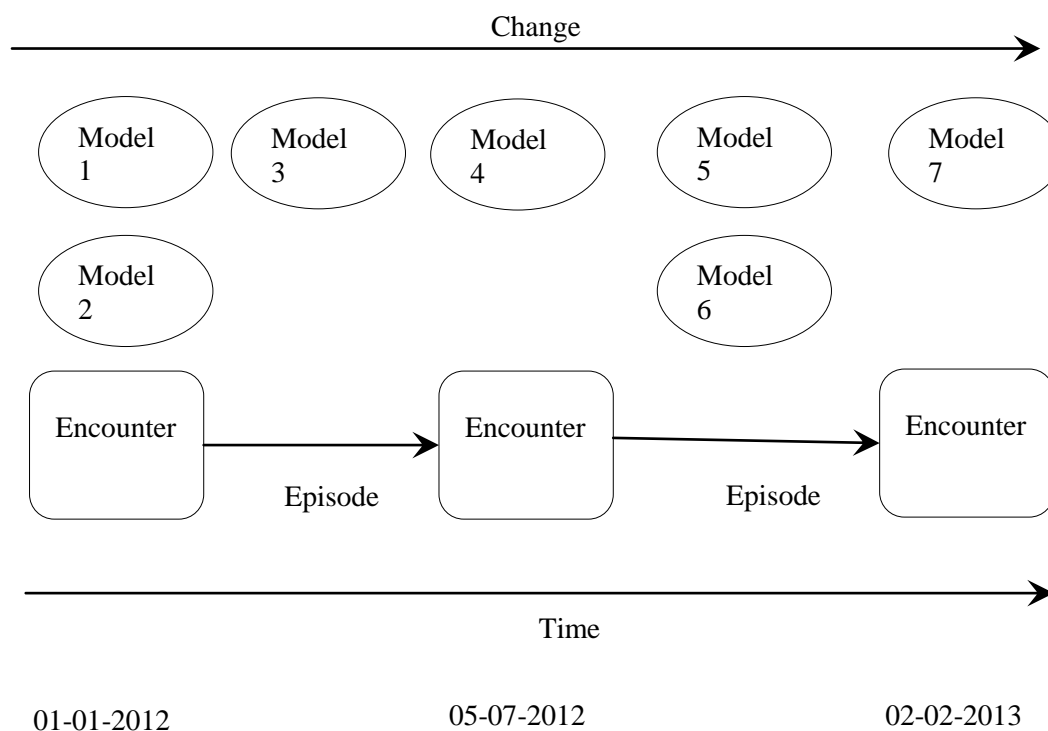 Change
Model
1
Model
3
Model
4
Model
5
Model
7
Model
2
Model
6
Encounter
Encounter
Encounter
Episode
Episode
Time
01-01-2012
05-07-2012
02-02-2013